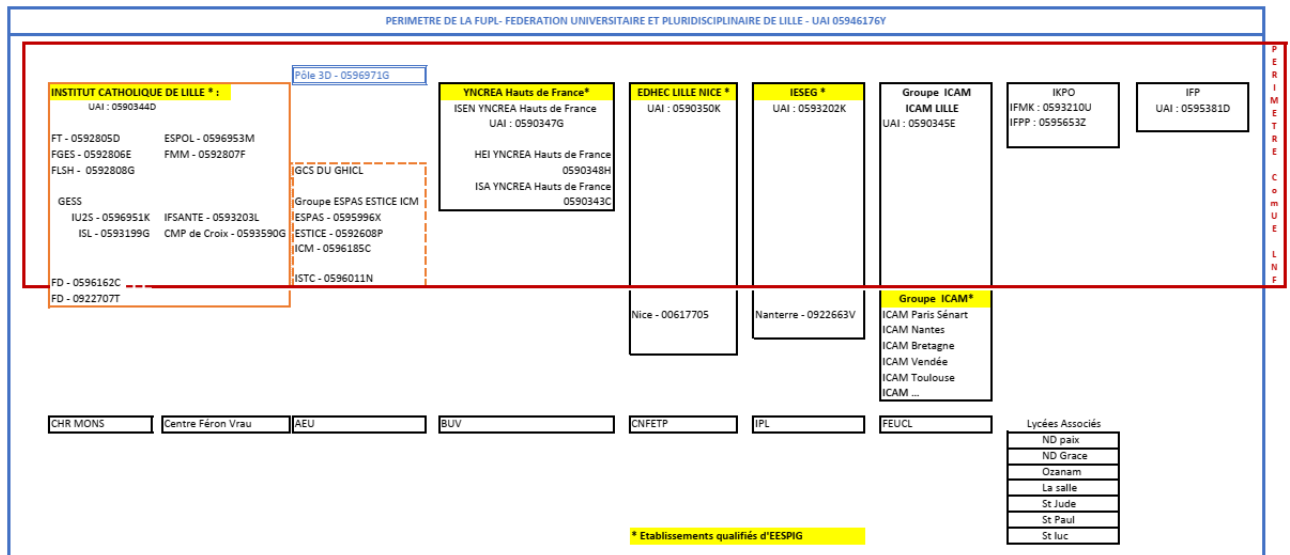 PERIMETRE DE LA FUPL- FEDERATION UNIVERSITAIRE ET PLURIDISCIPLINAIRE DE LILLE - UAI 05946176Y
PERIMETRE ComUE LNF
Pôle 3D - 0596971G
INSTITUT CATHOLIQUE DE LILLE * :
UAI : 0590344D
FT - 0592805D ESPOL - 0596953M
FGES - 0592806E FMM - 0592807F
FLSH - 0592808G
GESS
IU2S - 0596951K IFSANTE - 0593203L
ISL - 0593199G CMP de Croix - 0593590G
FD - 0596162C
FD - 0922707T
GCS DU GHICL
Groupe ESPAS ESTICE ICM
ESPAS - 0595996X
ESTICE - 0592608P
ICM - 0596185C
ISTC - 0596011N
YNCREA Hauts de France*
ISEN YNCREA Hauts de France
UAI : 0590347G
HEI YNCREA Hauts de France
0590348H
ISA YNCREA Hauts de France
0590343C
EDHEC LILLE NICE *
UAI : 0590350K
Nice - 00617705
IESEG *
UAI : 0593202K
Nanterre - 0922663V
Groupe ICAM
ICAM LILLE
UAI : 0590345E
Groupe ICAM*
ICAM Paris Sénart
ICAM Nantes
ICAM Bretagne
ICAM Vendée
ICAM Toulouse
ICAM ...
IKPO
IFMK : 0593210U
IFPP : 0595653Z
IFP
UAI : 0595381D
CHR MONS
Centre Féron Vrau
AEU
BUV
CNFETP
IPL
FEUCL
Lycées Associés
ND paix
ND Grace
Ozanam
La salle
St Jude
St Paul
St luc
* Etablissements qualifiés d'EESPIG